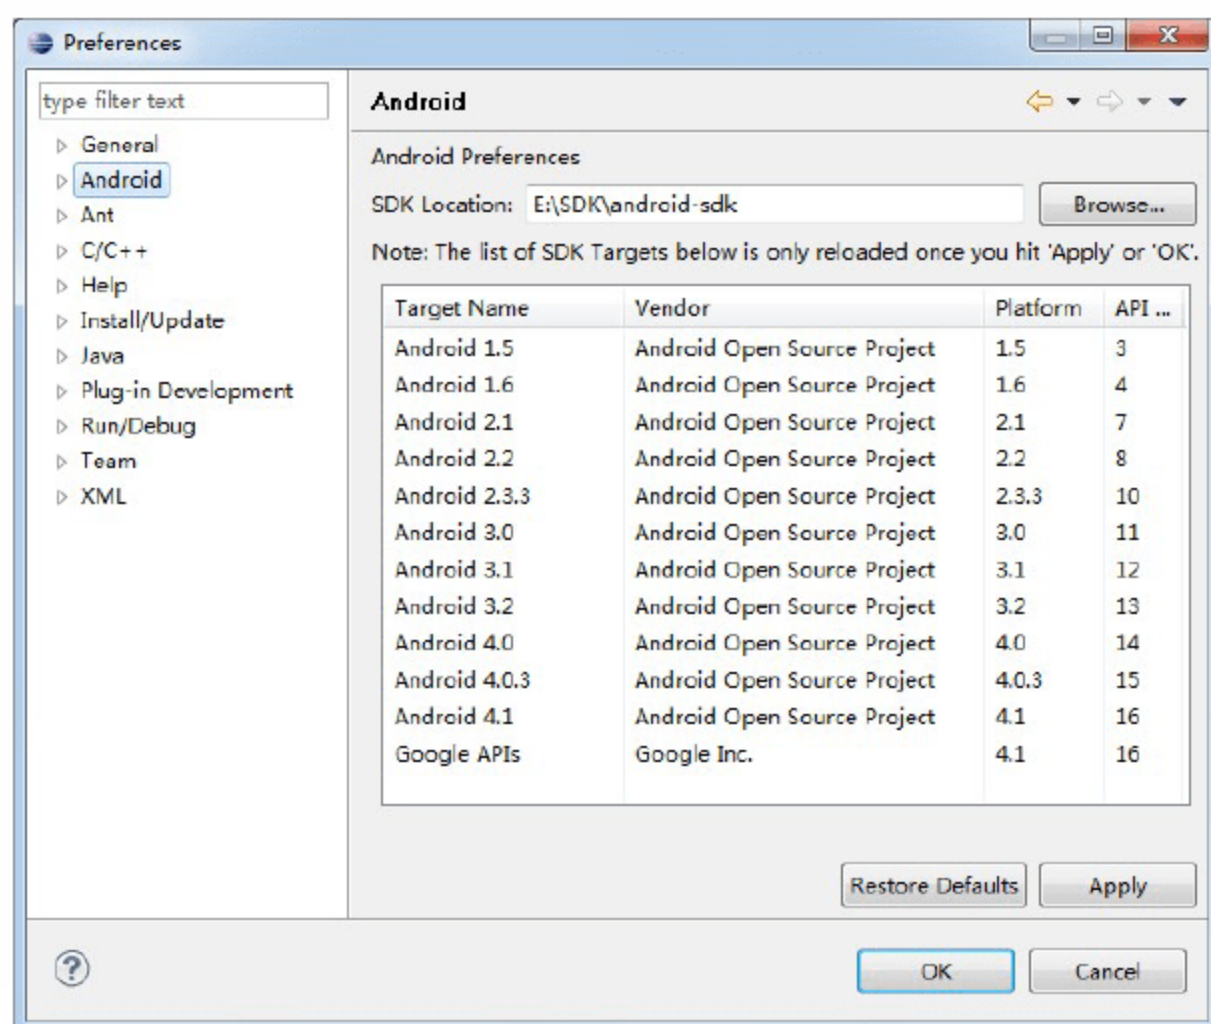 Preferences
type filter text
General
Android
Ant
C/C++
Help
Install/Update
Java
Plug-in Development
Run/Debug
Team
XML
Android
Android Preferences
SDK Location: E:\SDK\android-sdk Browse...
Note: The list of SDK Targets below is only reloaded once you hit 'Apply' or 'OK'.
Target Name Vendor Platform API ...
Android 1.5 Android Open Source Project 1.5 3
Android 1.6 Android Open Source Project 1.6 4
Android 2.1 Android Open Source Project 2.1 7
Android 2.2 Android Open Source Project 2.2 8
Android 2.3.3 Android Open Source Project 2.3.3 10
Android 3.0 Android Open Source Project 3.0 11
Android 3.1 Android Open Source Project 3.1 12
Android 3.2 Android Open Source Project 3.2 13
Android 4.0 Android Open Source Project 4.0 14
Android 4.0.3 Android Open Source Project 4.0.3 15
Android 4.1 Android Open Source Project 4.1 16
Google APIs Google Inc. 4.1 16
Restore Defaults Apply
? OK Cancel